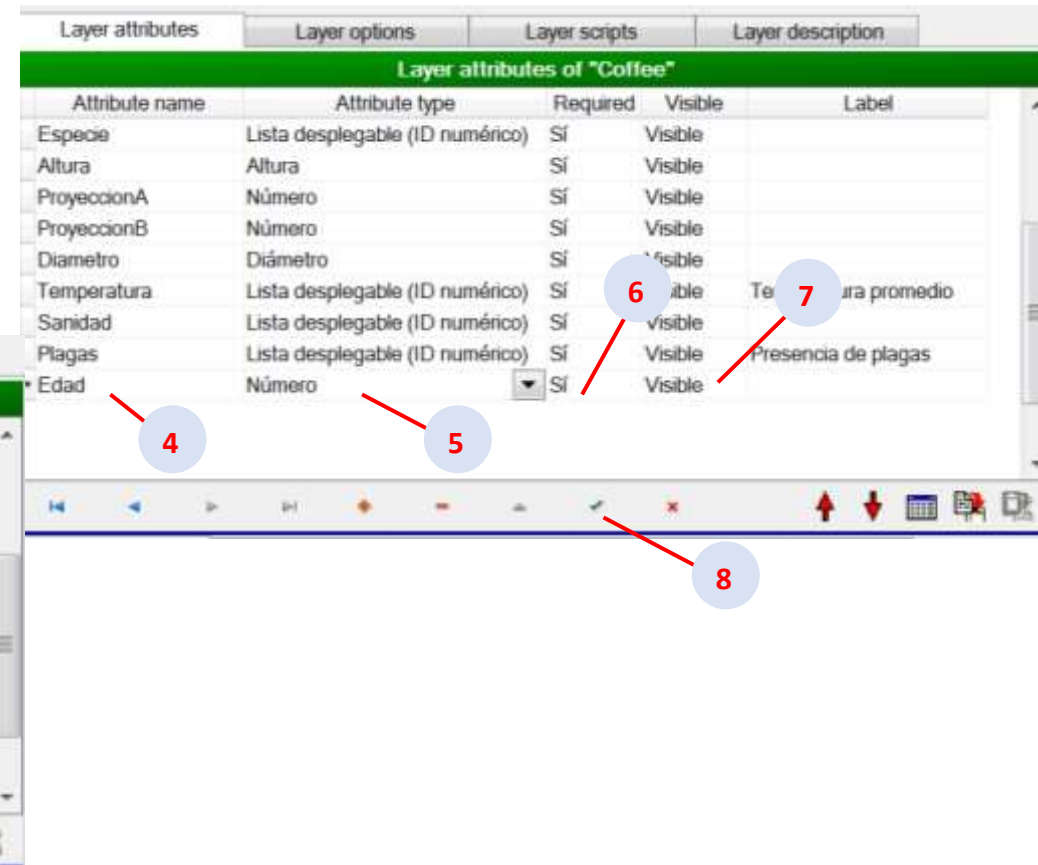 Layer attributes Layer options Layer scripts Layer description
Layer attributes of "Coffee"
Attribute name Attribute type Required Visible Label
Especie Lista desplegable (ID numérico) Sí Visible
Altura Altura Sí Visible
ProyeccionA Número Sí Visible
ProyeccionB Número Sí Visible
Diametro Diámetro Sí Visible
Temperatura Lista desplegable (ID numérico) Sí promedio
6 7
Sanidad Lista desplegable (ID numérico) Sí Visible
Plagas Lista desplegable (ID numérico) Sí Visible Presencia de plagas
Edad Número Sí Visible
4 5
8